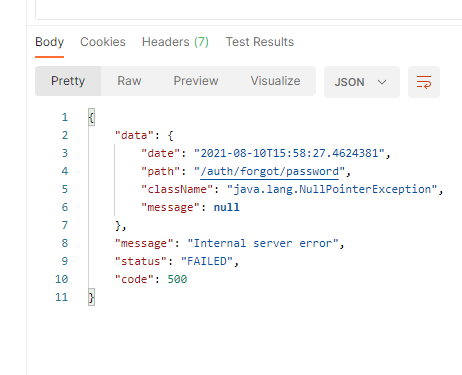 Body Cookies Headers (7) Test Results
Pretty Raw Preview Visualize JSON
1 {
2 "data": {
3 "date": "2021-08-10T15:58:27.4624381",
4 "path": "/auth/forgot/password",
5 "className": "java.lang.NullPointerException",
6 "message": null
7 },
8 "message": "Internal server error",
9 "status": "FAILED",
10 "code": 500
11 }